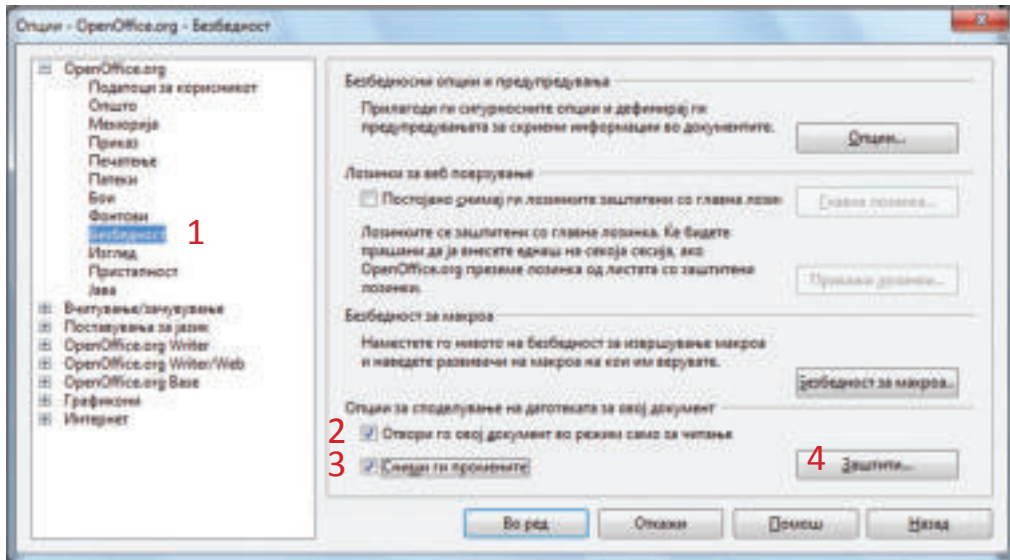 Опции - OpenOffice.org - Безбедност
OpenOffice.org
Податоци за корисникот
Општо
Меморија
Приказ
Печатење
Патеки
Бои
Фонтови
Безбедност 1
Изглед
Пристапност
Јава
Вчитување/зачувување
Поставувања за јазик
OpenOffice.org Writer
OpenOffice.org Writer/Web
OpenOffice.org Base
Графикони
Интернет
Безбедносни опции и предупредувања
Прилагоди ги сигурносните опции и дефинирај ги
предупредувањата за скриени информации во документите.
Опции...
Лозинки за веб поврзување
Постојано снимај ги лозинките заштитени со главна лозин
Главна лозинка...
Лозинките се заштитени со главна лозинка. Ќе бидете
прашани да ја внесете еднаш на секоја сесија, ако
OpenOffice.org преземе лозинка од листата со заштитени
лозинки.
Прикажи лозинки...
Безбедност за макроа
Наместете го нивото на безбедност за извршување макроа
и наведете развивачи на макроа на кои им верувате.
Безбедност за макроа...
Опции за споделување на датотеката за овој документ
2 Отвори го овој документ во режим само за читање
3 Сними ги промените
4 Заштити...
Во ред
Откажи
Помош
Назад